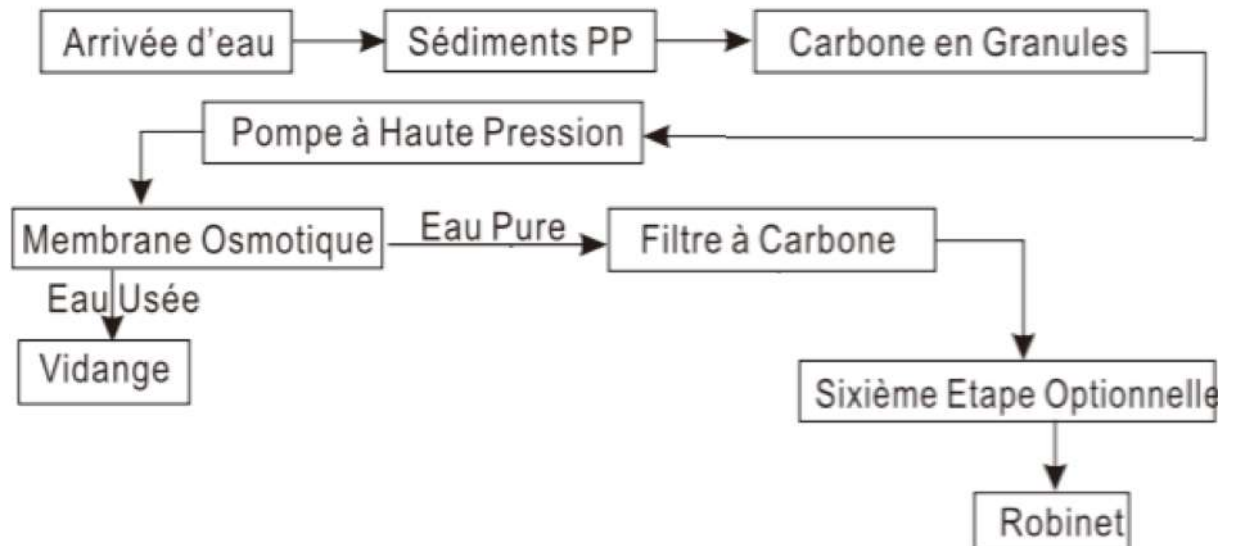 Arrivée d'eau
Sédiments PP
Carbone en Granules
Pompe à Haute Pression
Membrane Osmotique
Eau Pure
Filtre à Carbone
Eau Usée
Vidange
Sixième Etape Optionnelle
Robinet